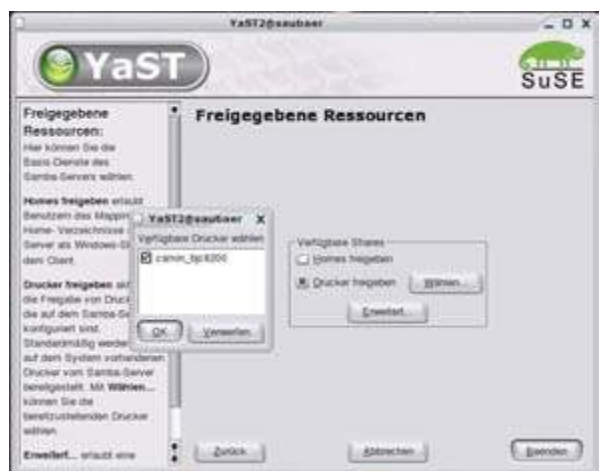 YaST2@saubaer
YaST
SuSE
Freigegebene
Ressourcen:
Hier können Sie die
Basis-Dienste des
Samba-Servers wählen.
Homes freigeben erlaubt
Benutzern das Mapping
Home- Verzeichnisse
Server als Windows-
dem Client.
Drucker freigeben
die Freigabe von
die auf dem Samba-
konfiguriert sind.
Standardmäßig
auf dem System vorhandenen
Drucker vom Samba-Server
bereitgestellt. Mit Wählen...
können Sie die
bereitzustellenden Drucker
wählen.
Erweitert... erlaubt eine
Freigegebene Ressourcen
YaST2@saubaer X
Verfügbare Drucker wählen
OK
Verwerfen
Verfügbare Shares
Homes freigeben
Drucker freigeben
Wählen...
Erweitert...
Zurück
Abbrechen
Beenden